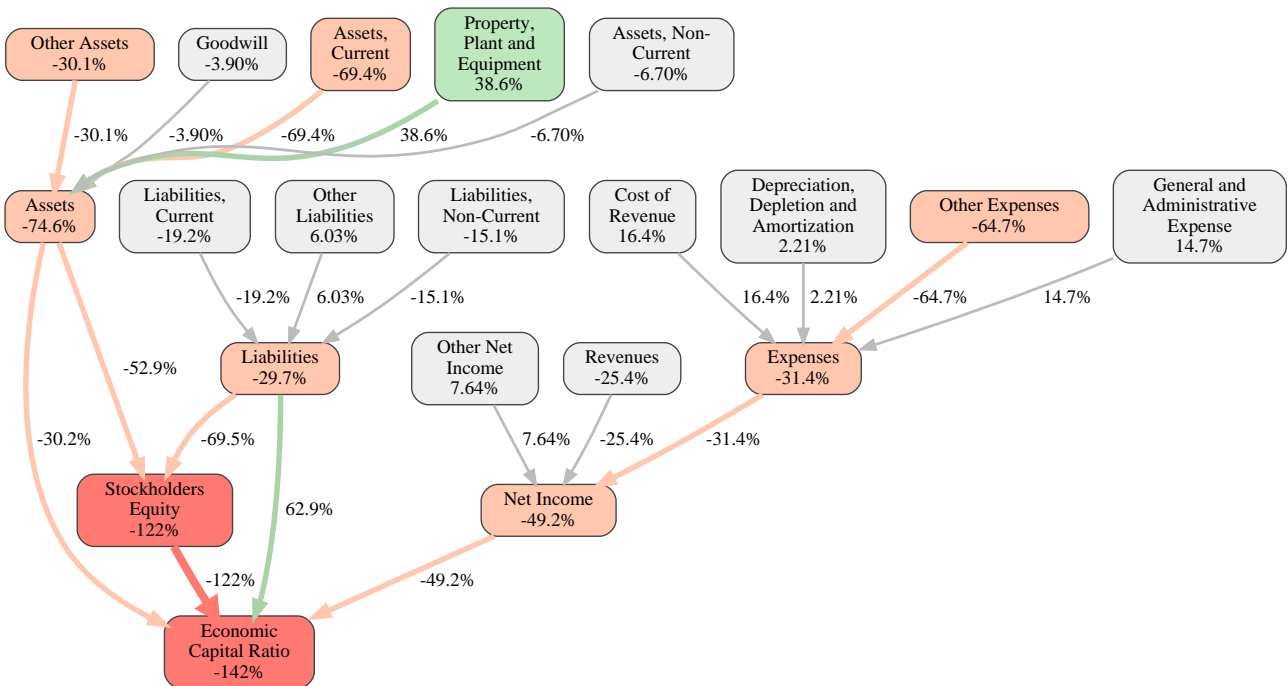 Other Assets
-30.1%
Goodwill
-3.90%
Assets,
Current
-69.4%
Property,
Plant and
Equipment
38.6%
Assets, Non-
Current
-6.70%
-30.1%
-3.90%
-69.4%
38.6%
-6.70%
Assets
-74.6%
Liabilities,
Current
-19.2%
Other
Liabilities
6.03%
Liabilities,
Non-Current
-15.1%
Cost of
Revenue
16.4%
Depreciation,
Depletion and
Amortization
2.21%
Other Expenses
-64.7%
General and
Administrative
Expense
14.7%
-19.2%
6.03%
-15.1%
16.4%
2.21%
-64.7%
14.7%
-52.9%
Liabilities
-29.7%
Other Net
Income
7.64%
Revenues
-25.4%
Expenses
-31.4%
-30.2%
-69.5%
7.64%
-25.4%
-31.4%
Stockholders
Equity
-122%
62.9%
Net Income
-49.2%
-122%
-49.2%
Economic
Capital Ratio
-142%